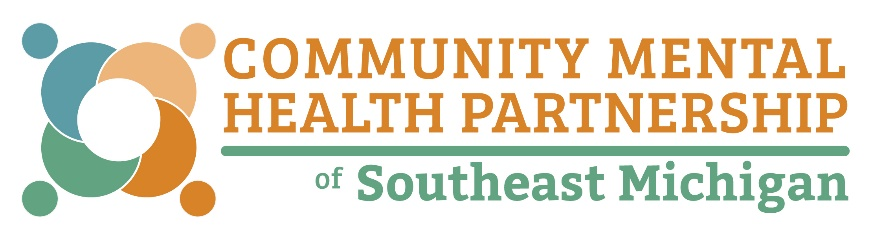 COMMUNITY MENTAL
HEALTH PARTNERSHIP
of Southeast Michigan